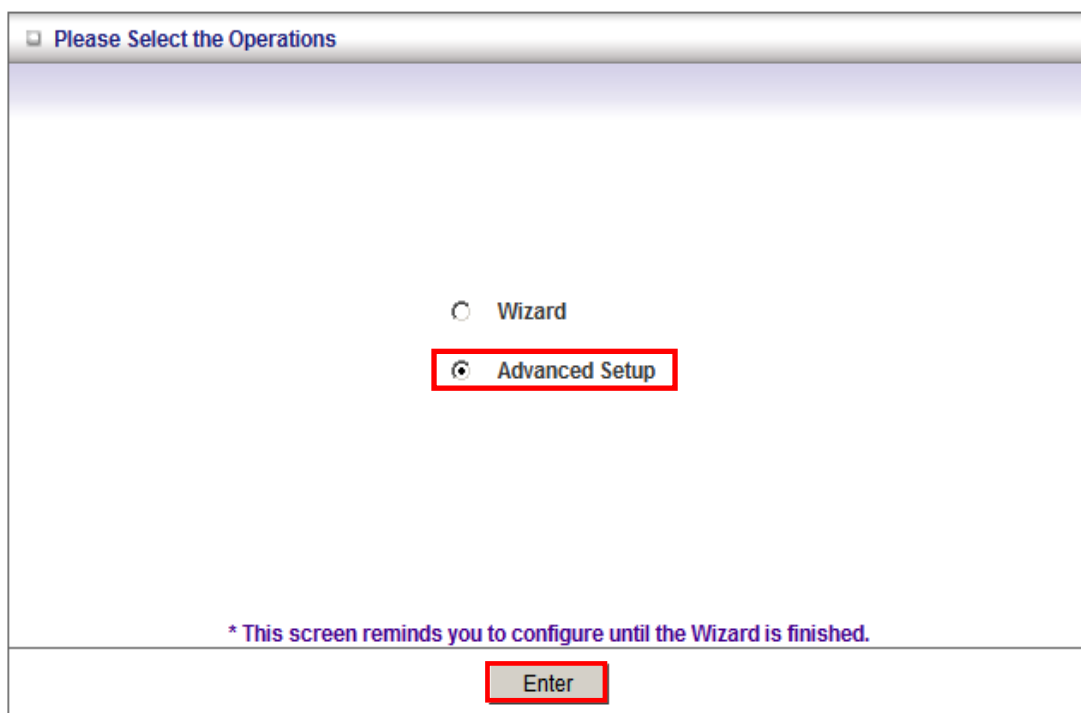 Please Select the Operations
Wizard
Advanced Setup
* This screen reminds you to configure until the Wizard is finished.
Enter